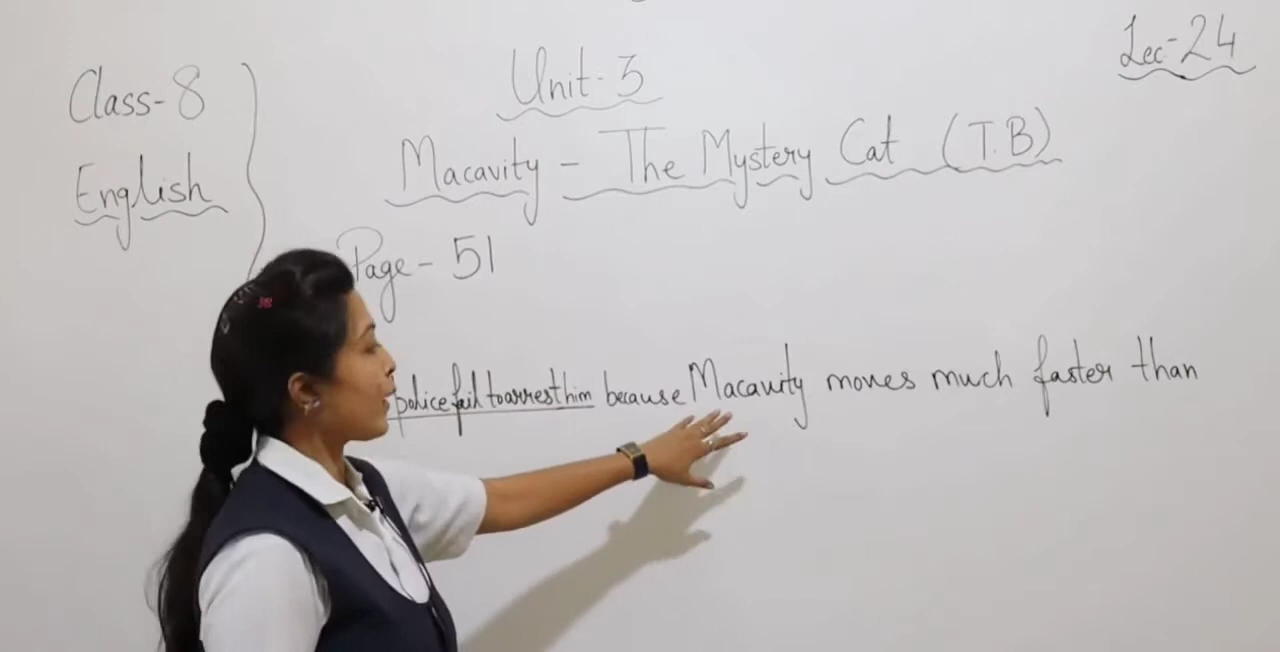 Lec-24
Class-8
English
Unit-3
Macavity - The Mystery Cat (T.B)
Page-51
police fail to arrest him because Macavity moves much faster than